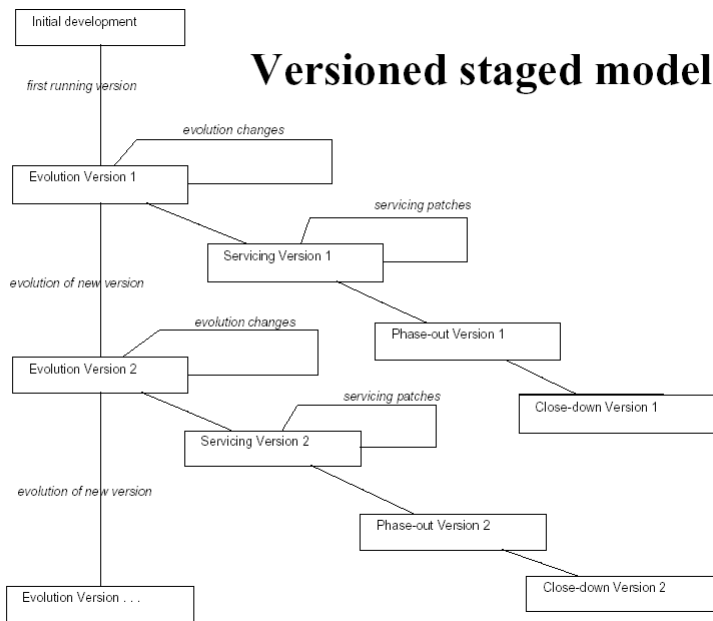 Initial development
Versioned staged model
first running version
evolution changes
Evolution Version 1
servicing patches
Servicing Version 1
evolution of new version
evolution changes
Phase-out Version 1
Evolution Version 2
servicing patches
Close-down Version 1
Servicing Version 2
evolution of new version
Phase-out Version 2
Close-down Version 2
Evolution Version . . .